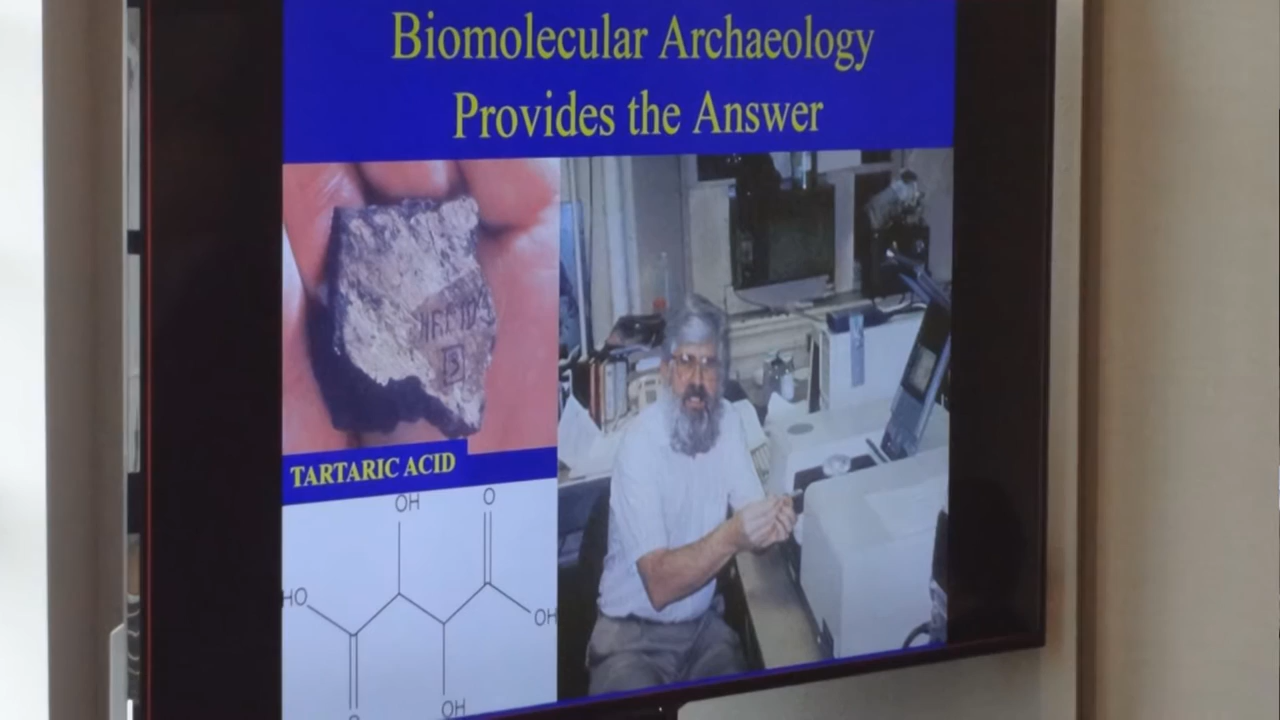 Biomolecular Archaeology
Provides the Answer
TARTARIC ACID
OH
O
HO
OH
OH